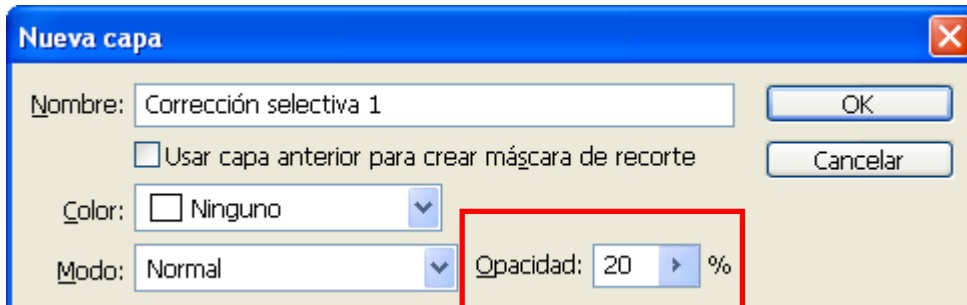 Nueva capa
Nombre: Corrección selectiva 1 OK
Usar capa anterior para crear máscara de recorte Cancelar
Color: Ninguno
Modo: Normal Opacidad: 20 %